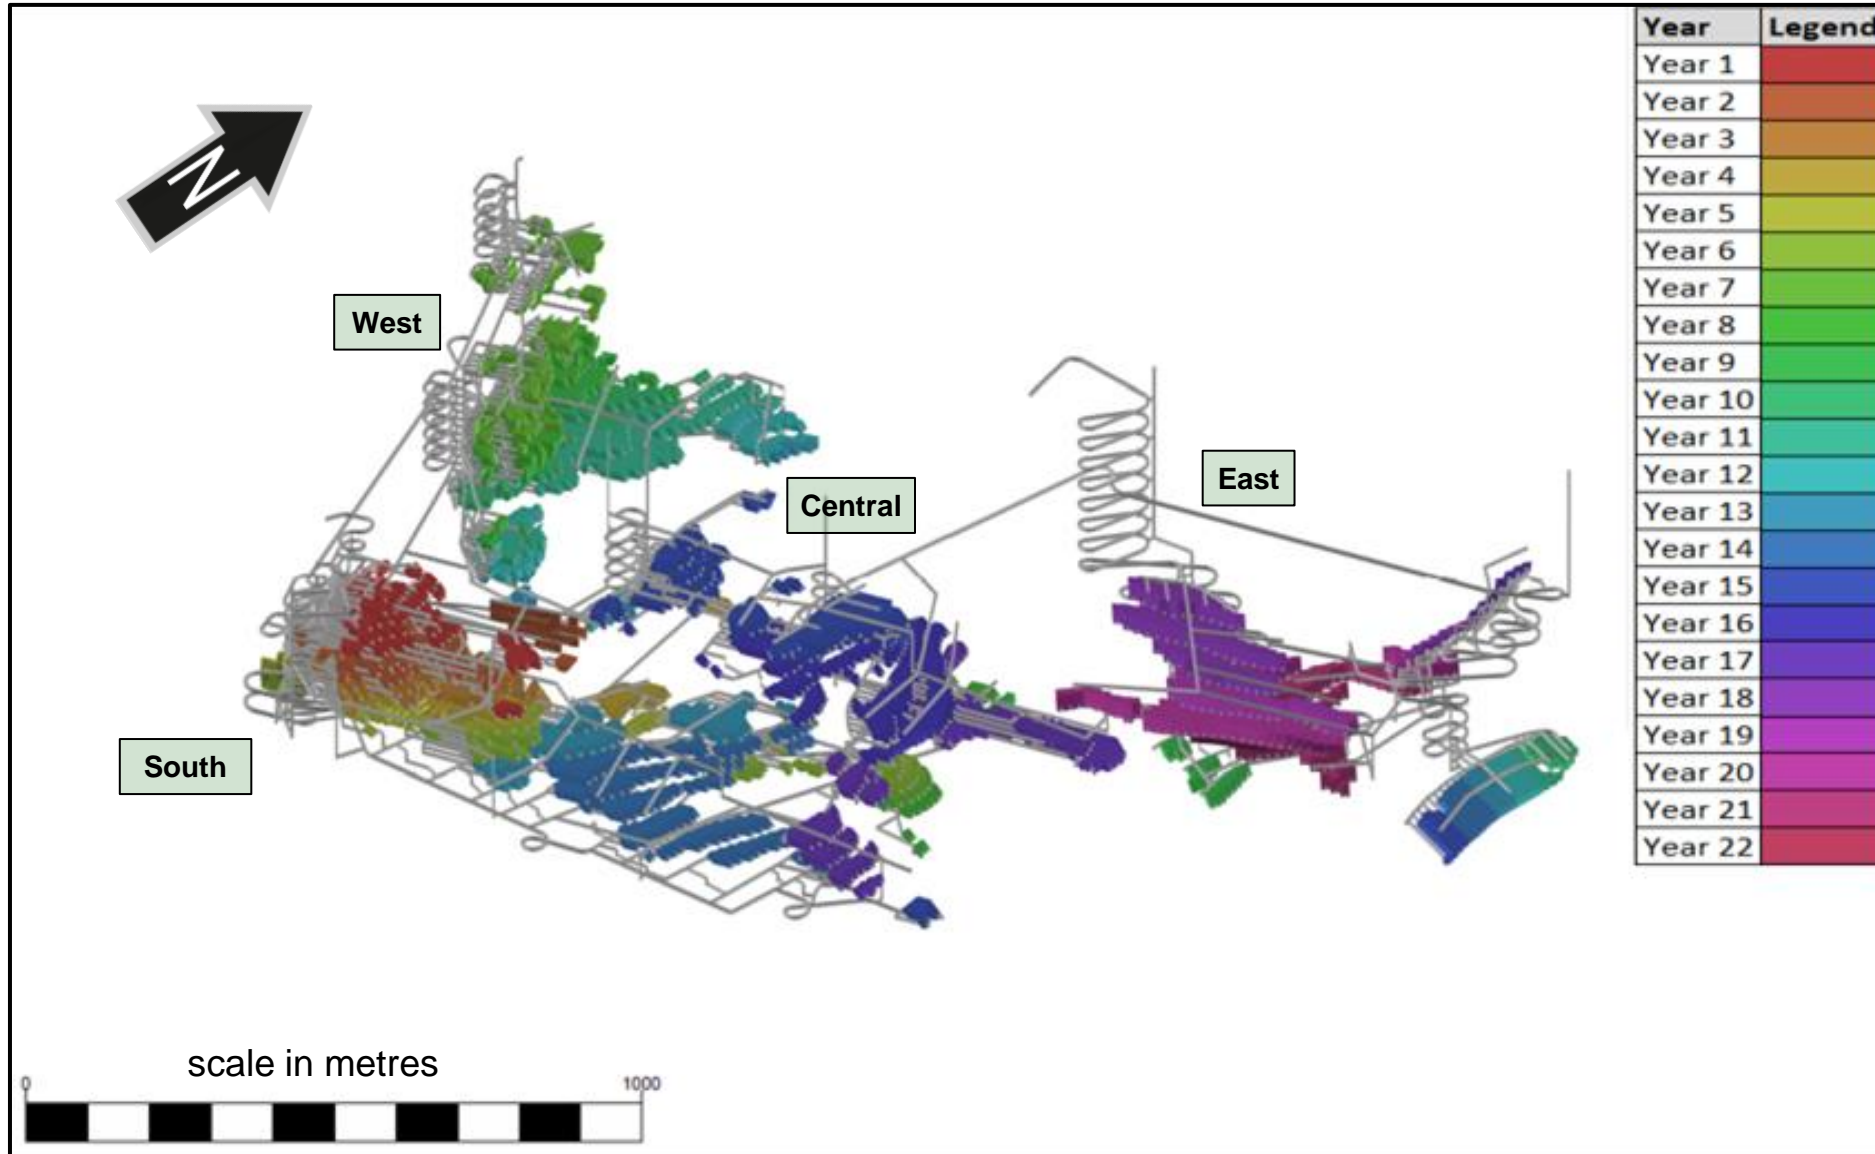 Year Legend
Year 1
Year 2
Year 3
Year 4
Year 5
Year 6
Year 7
Year 8
Year 9
Year 10
Year 11
Year 12
Year 13
Year 14
Year 15
Year 16
Year 17
Year 18
Year 19
Year 20
Year 21
Year 22
N
West
Central
East
South
scale in metres
0 1000